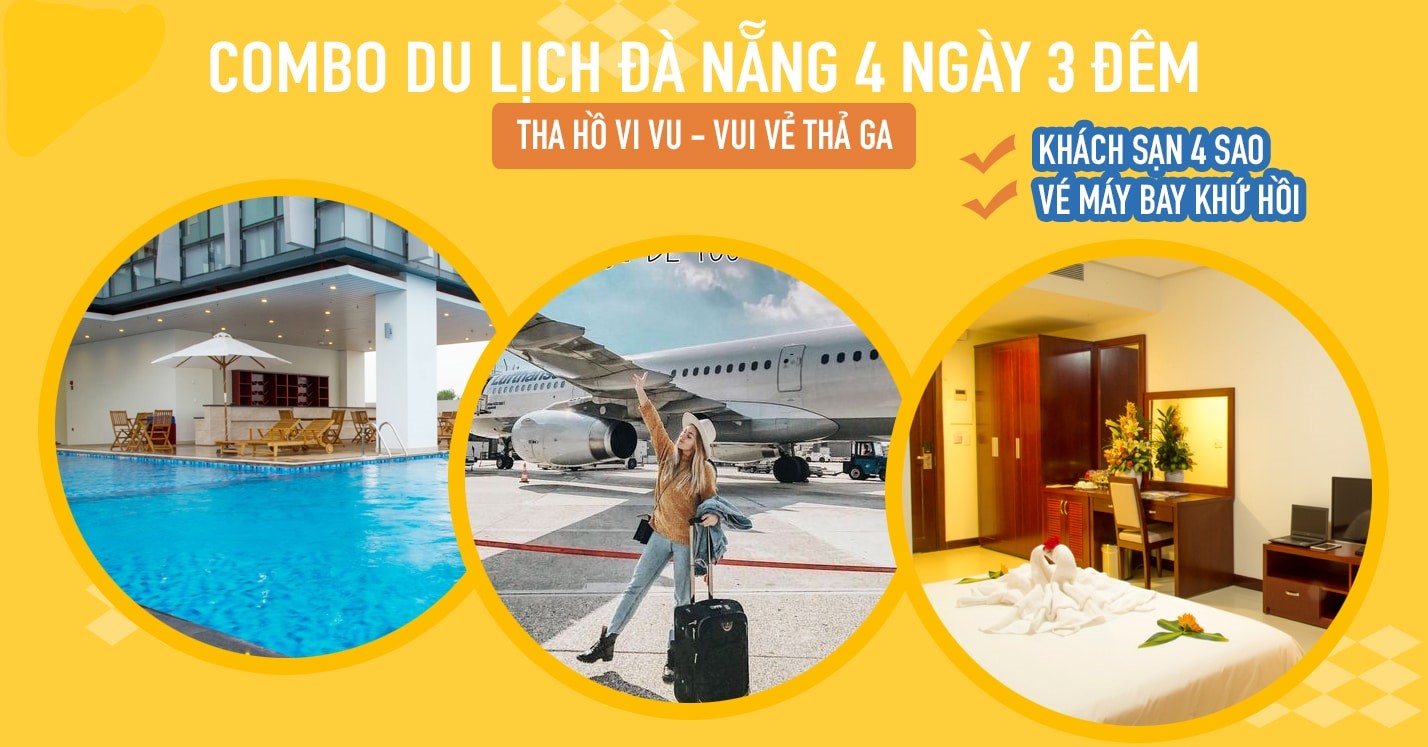 COMBO DU LỊCH ĐÀ NẴNG 4 NGÀY 3 ĐÊM
THA HỒ VI VU - VUI VẺ THẢ GA
KHÁCH SẠN 4 SAO
VÉ MÁY BAY KHỨ HỒI
Lufthansa